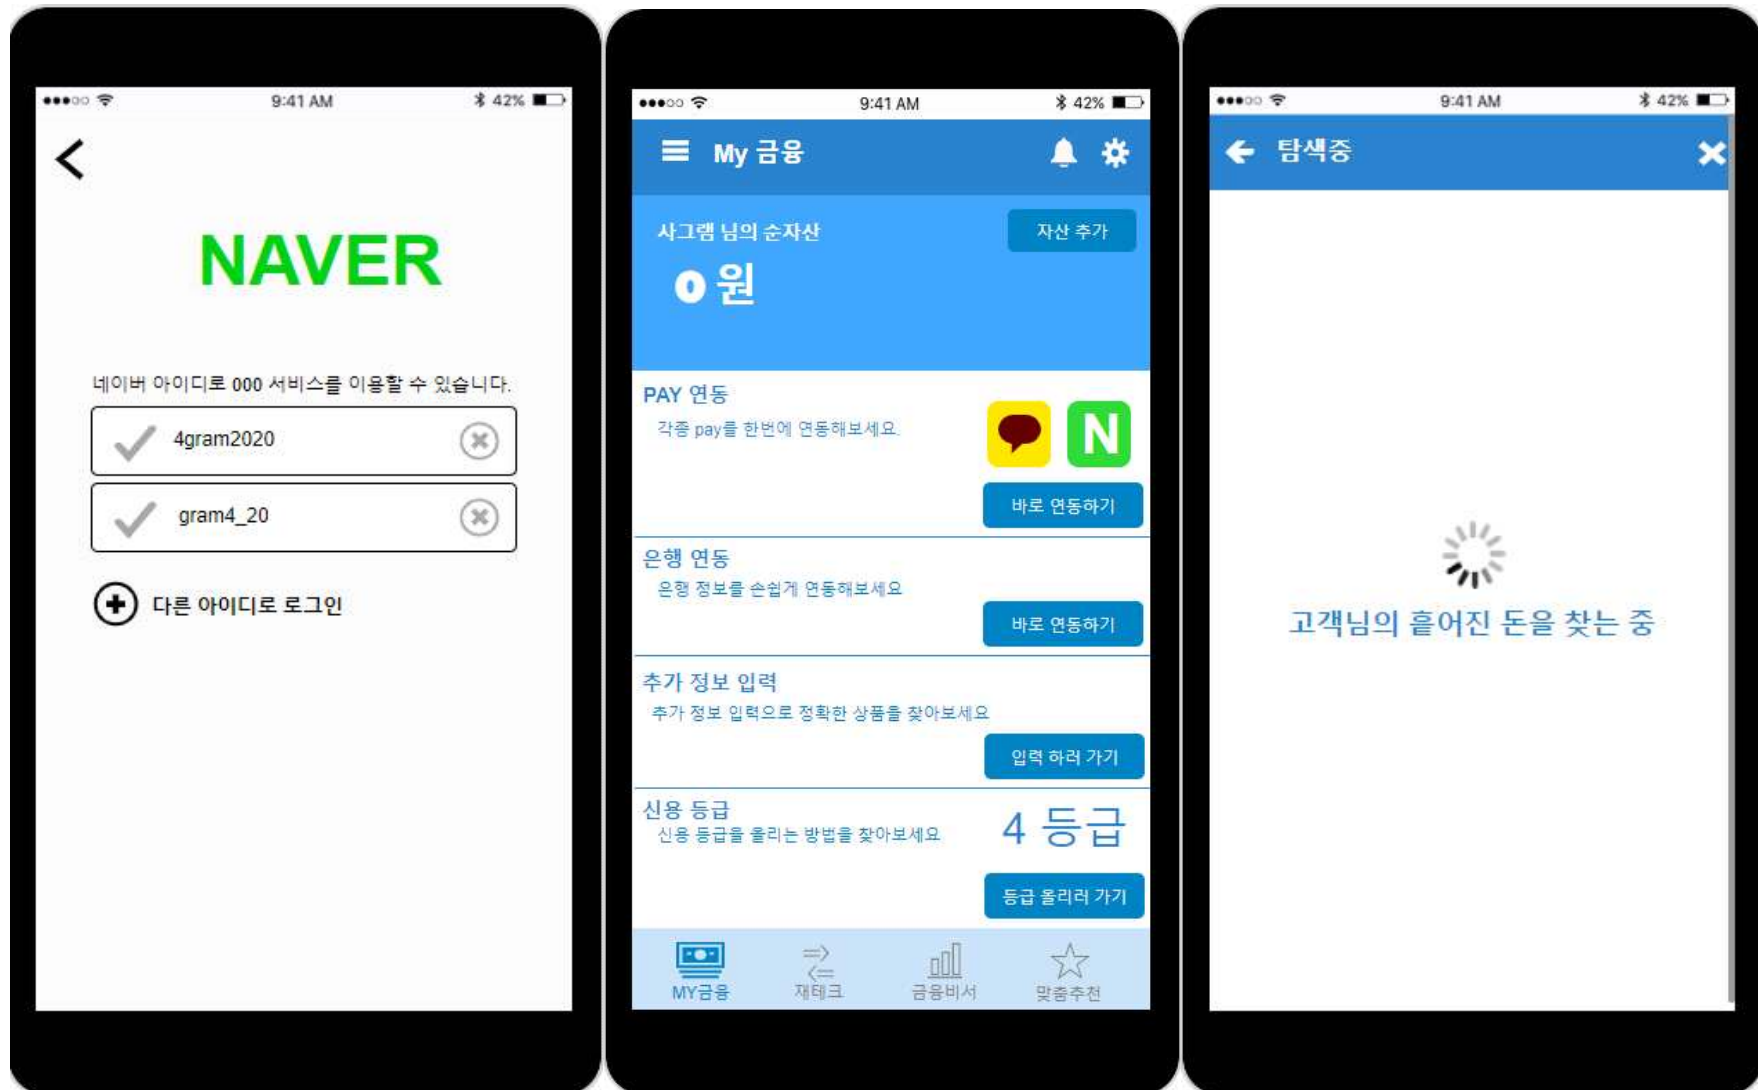 9:41 AM
42%
NAVER
네이버 아이디로 000 서비스를 이용할 수 있습니다.
4gram2020
gram4_20
다른 아이디로 로그인
9:41 AM
42%
My 금융
사그램 님의 순자산
자산 추가
0 원
PAY 연동
각종 pay를 한번에 연동해보세요.
N
바로 연동하기
은행 연동
은행 정보를 손쉽게 연동해보세요
바로 연동하기
추가 정보 입력
추가 정보 입력으로 정확한 상품을 찾아보세요
입력 하러 가기
신용 등급
신용 등급을 올리는 방법을 찾아보세요
4 등급
등급 올리러 가기
MY금융
재테크
금융비서
맞춤추천
9:41 AM
42%
탐색중
고객님의 흩어진 돈을 찾는 중